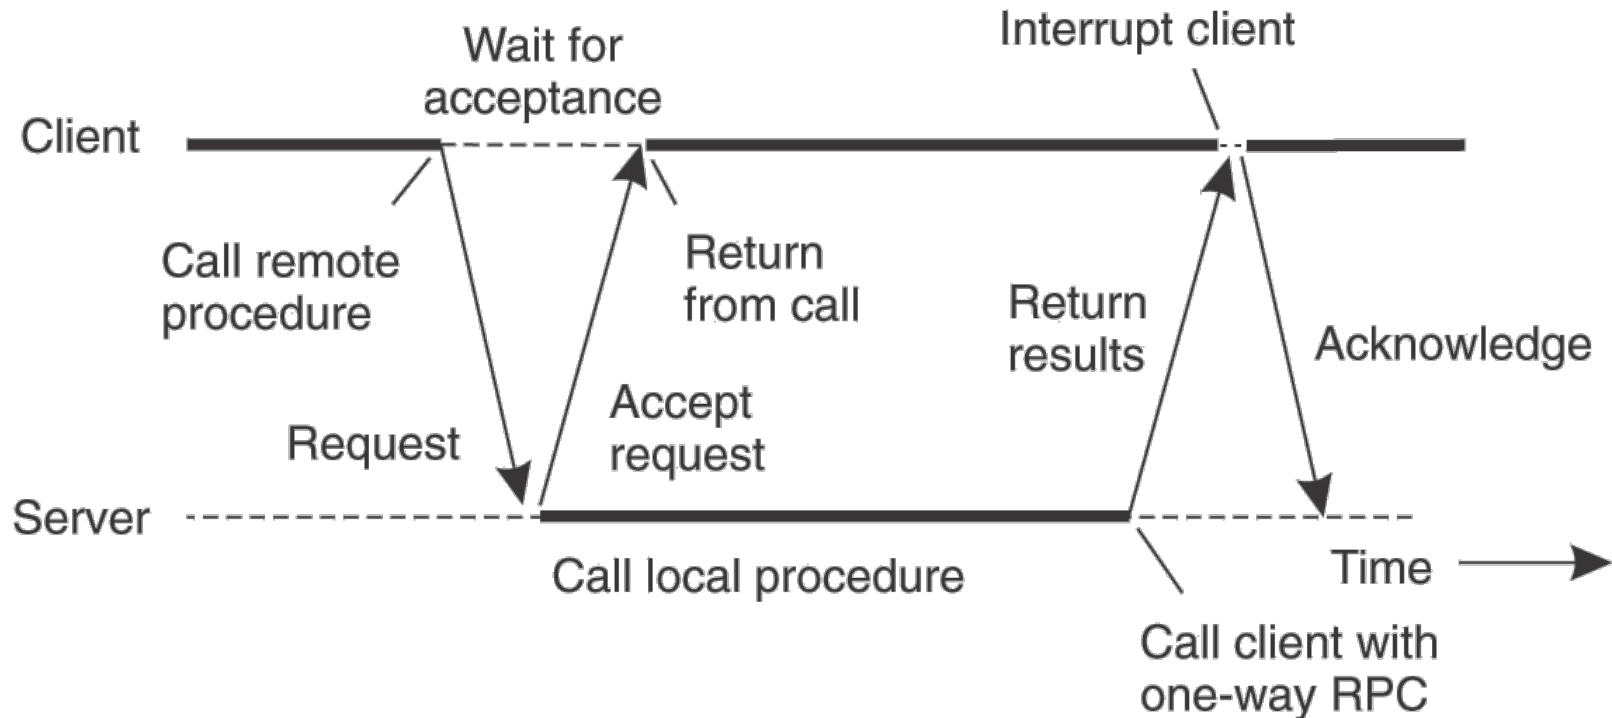 Wait for
acceptance
Interrupt client
Client
Call remote
procedure
Return
from call
Return
results
Acknowledge
Request
Accept
request
Server
Call local procedure
Time
Call client with
one-way RPC